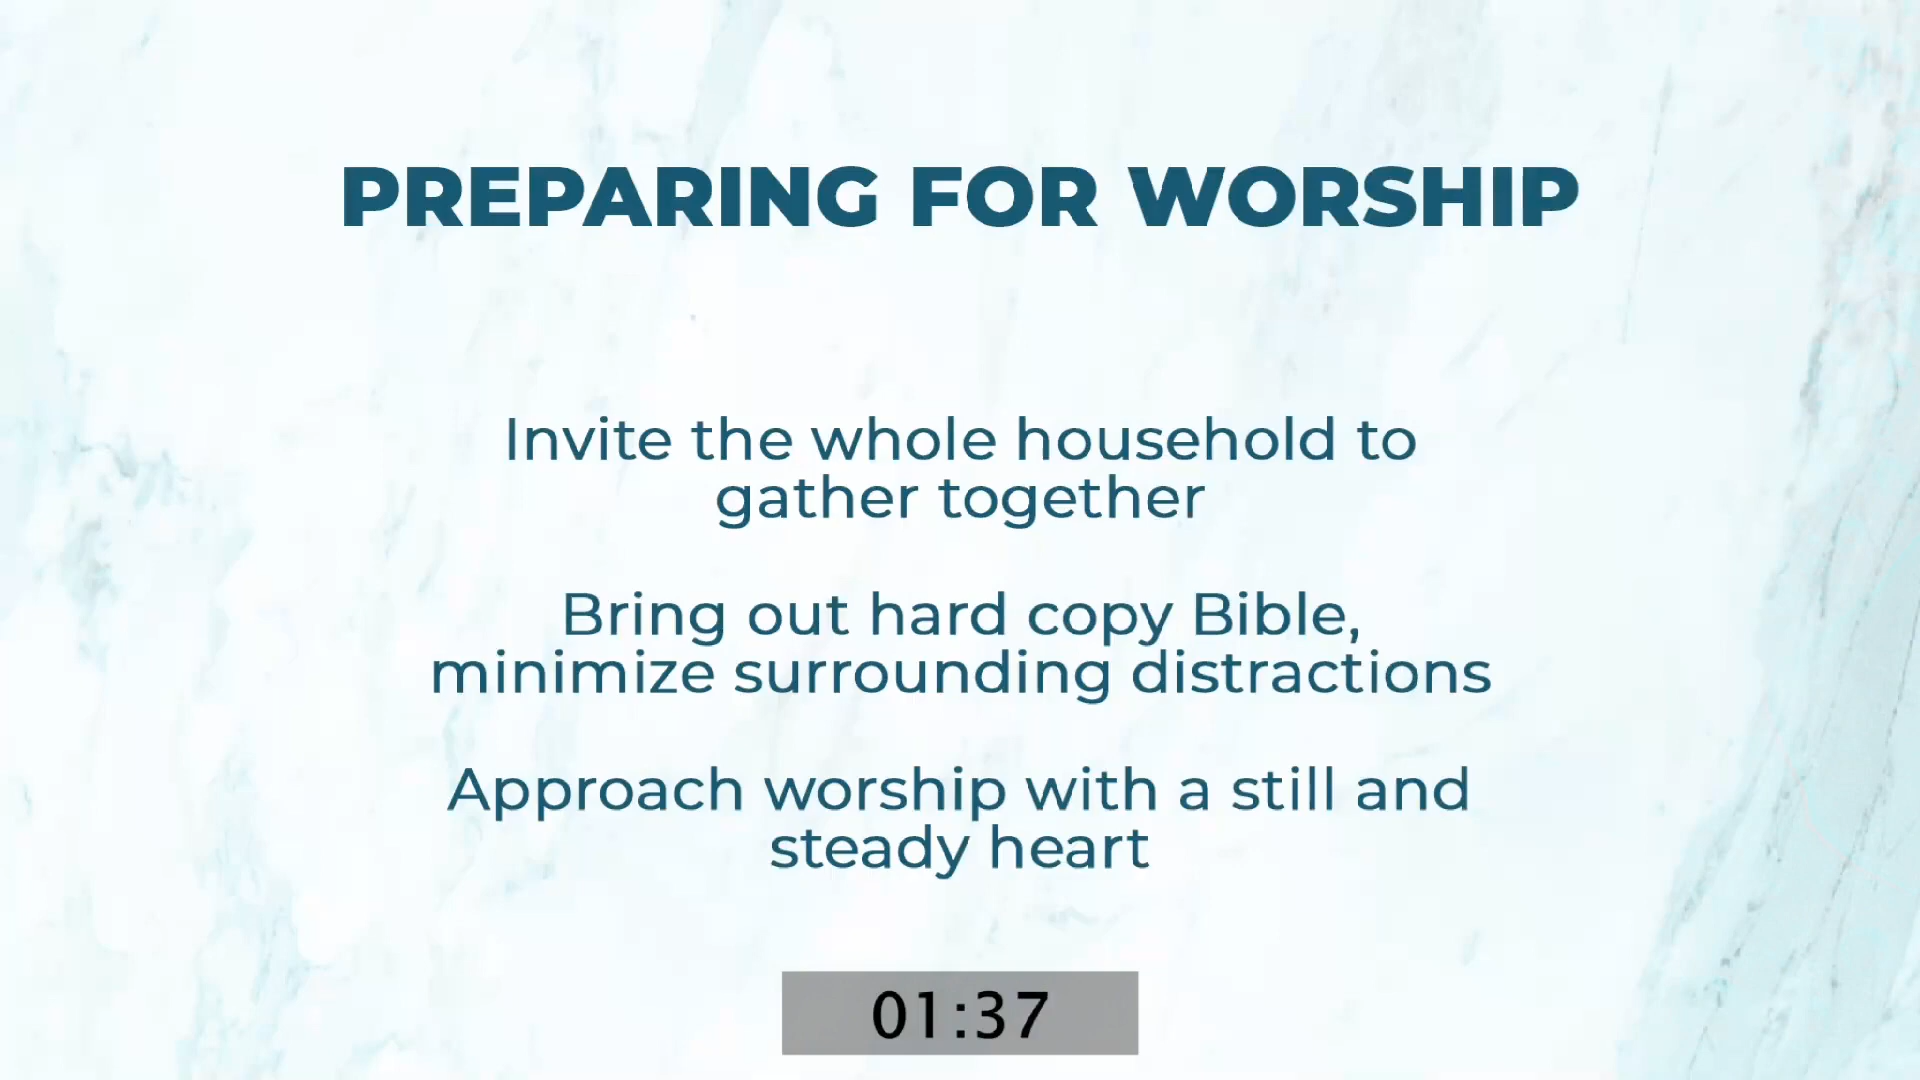 PREPARING FOR WORSHIP
Invite the whole household to
gather together
Bring out hard copy Bible,
minimize surrounding distractions
Approach worship with a still and
steady heart
01:37